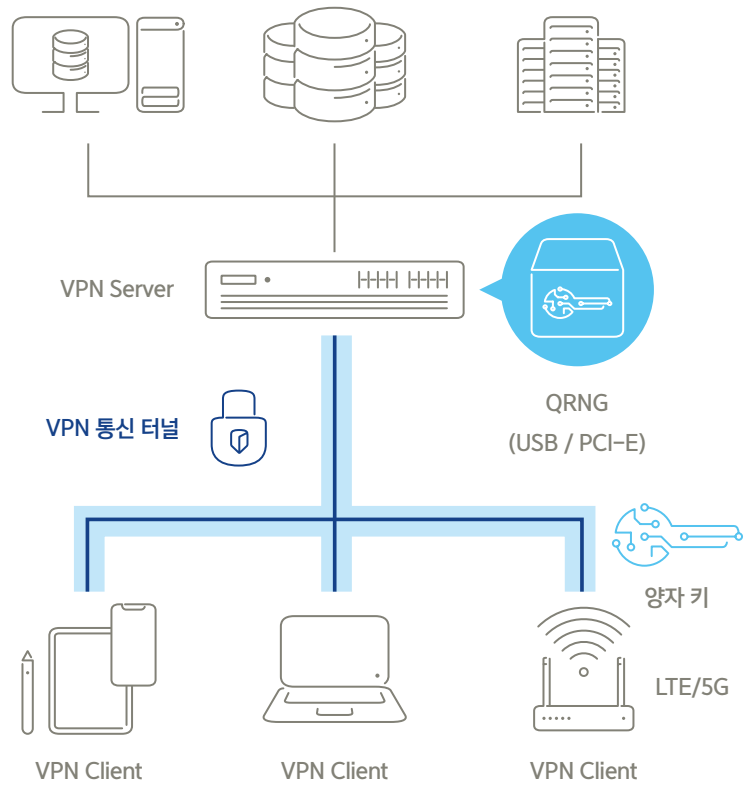 VPN Server
QRNG
(USB / PCI-E)
VPN 통신 터널
양자 키
LTE/5G
VPN Client
VPN Client
VPN Client